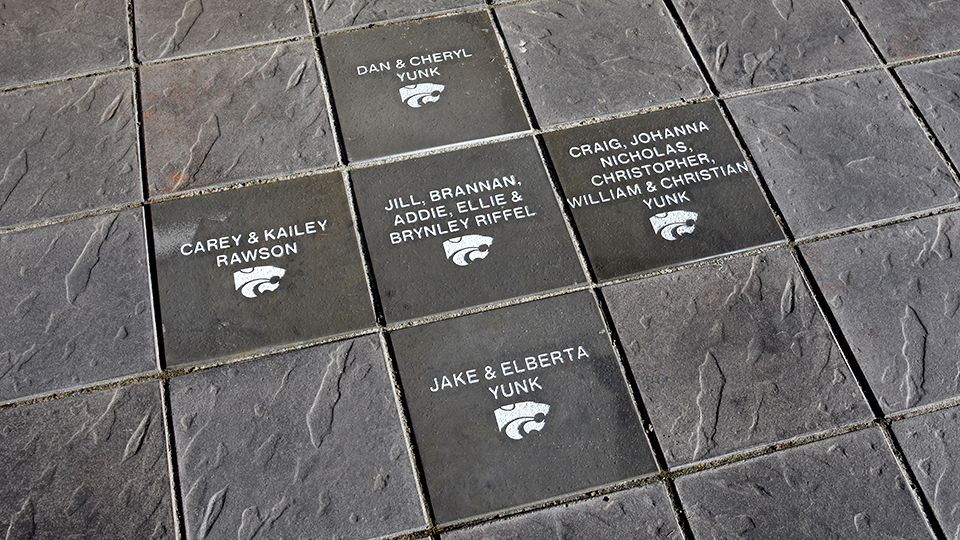 DAN & CHERYL
YUNK
CRAIG, JOHANNA
NICHOLAS,
CHRISTOPHER,
WILLIAM & CHRISTIAN
YUNK
JILL, BRANNAN,
ADDIE, ELLIE &
BRYNLEY RIFFEL
CAREY & KAILEY
RAWSON
JAKE & ELBERTA
YUNK